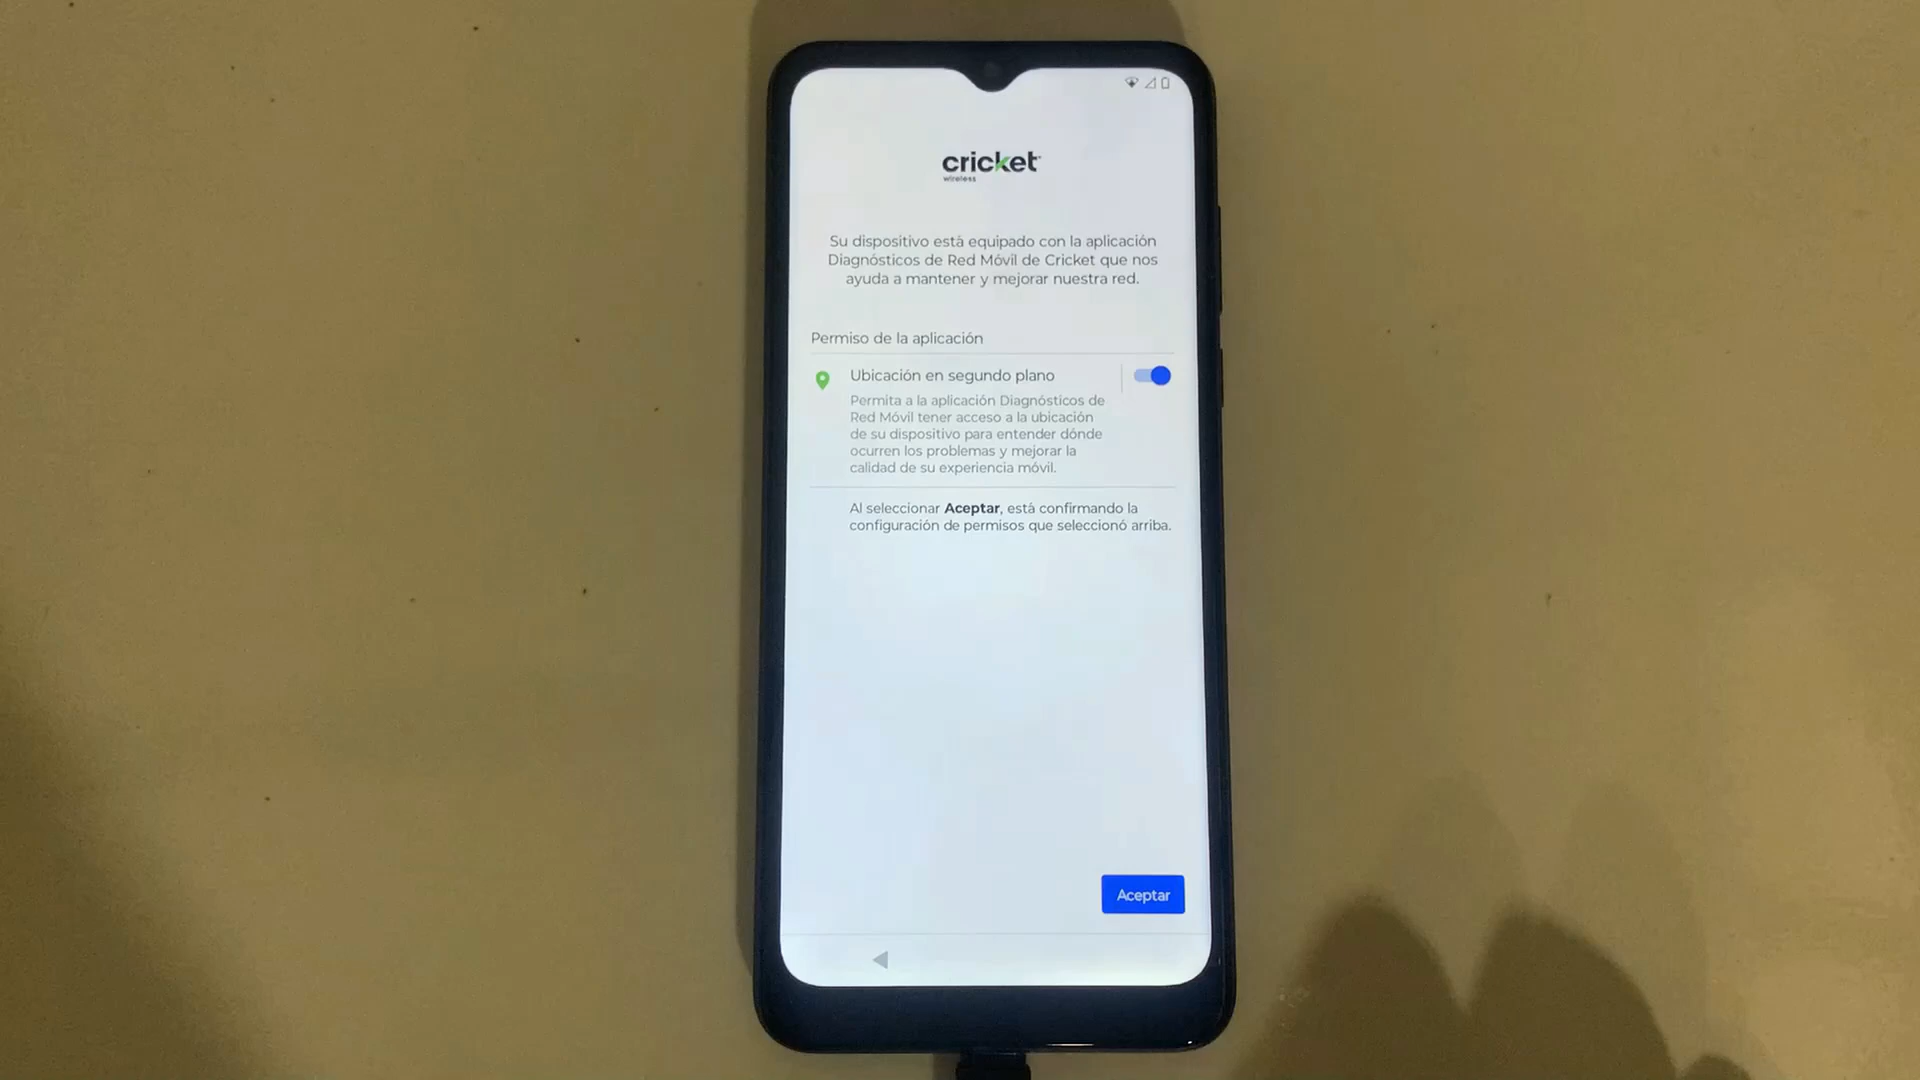 cricket
wireless
Su dispositivo está equipado con la aplicación
Diagnósticos de Red Móvil de Cricket que nos
ayuda a mantener y mejorar nuestra red.
Permiso de la aplicación
Ubicación en segundo plano
Permita a la aplicación Diagnósticos de
Red Móvil tener acceso a la ubicación
de su dispositivo para entender dónde
ocurren los problemas y mejorar la
calidad de su experiencia móvil.
Al seleccionar Aceptar, está confirmando la
configuración de permisos que seleccionó arriba.
Aceptar